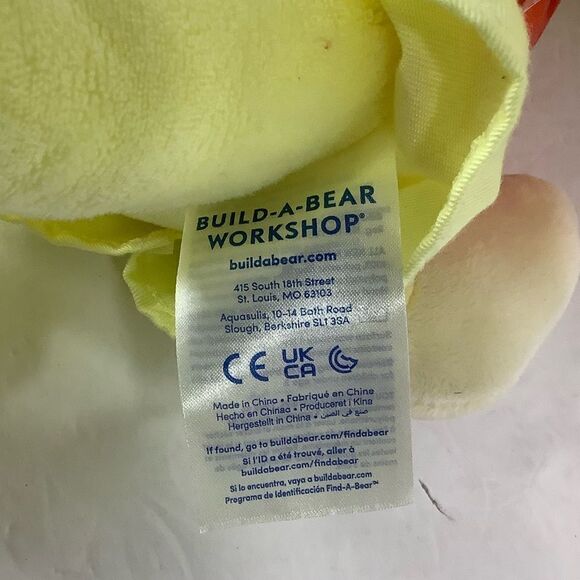 BUILD-A-BEAR
WORKSHOP®
buildabear.com
415 South 18th Street
St. Louis, MO 63103
Aquasulis, 10-14 Bath Road
Slough, Berkshire SL1 3SA
CE UK
CA
Made in China • Fabriqué en Chine
Hecho en Chinaa • Produceret i Kina
Hergestellt in China • صنع في الصين
If found, go to buildabear.com/findabear
Si l'ID a été trouvé, aller à
buildabear.com/findabear
Si lo encuentra, vaya a buildabear.com
Programa de Identificación Find-A-Bear™